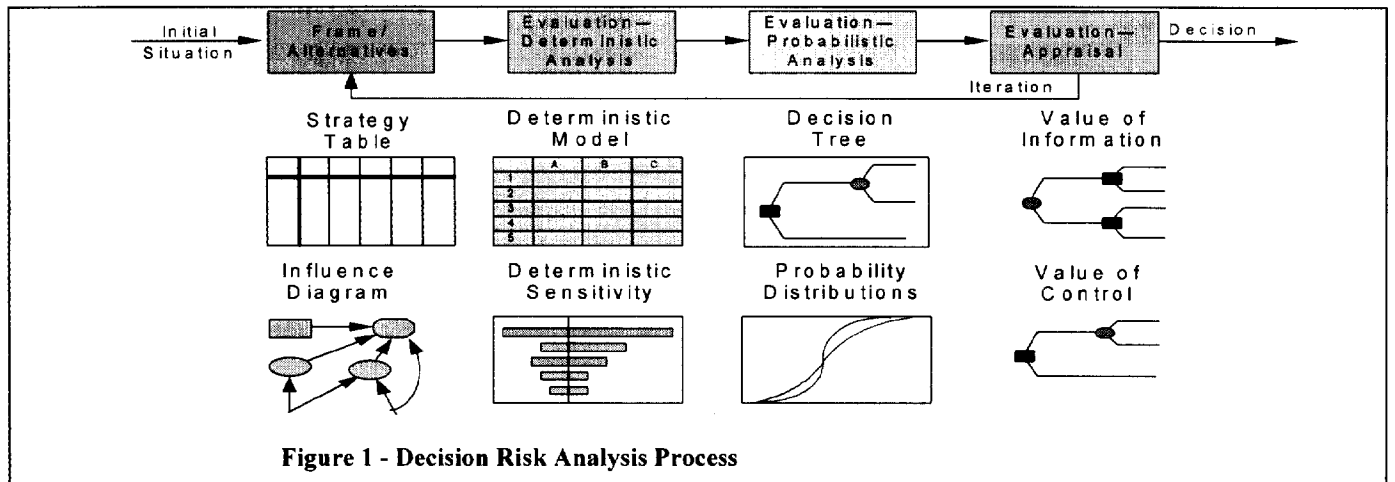 Initial
Situation
Frame/
Alternatives
Evaluation—
Deterministic
Analysis
Evaluation—
Probabilistic
Analysis
Evaluation—
Appraisal
Decision
Iteration
Strategy
Table
Deterministic
Model
Decision
Tree
Value of
Information
A B C
1
2
3
4
5
Influence
Diagram
Deterministic
Sensitivity
Probability
Distributions
Value of
Control
Figure 1 - Decision Risk Analysis Process